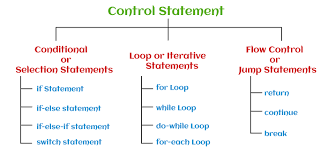 Control Statement
Conditional
or
Selection Statements
if Statement
if-else statement
if-else-if statement
switch statement
Loop or Iterative
Statements
for Loop
while Loop
do-while Loop
for-each Loop
Flow Control
or
Jump Statements
return
continue
break